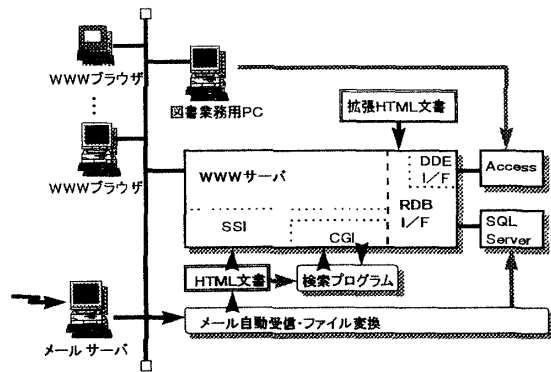 WWWブラウザ
図書業務用PC
拡張HTML文書
WWWブラウザ
WWWサーバ
DDE
I/F
Access
RDB
I/F
SSI
CGI
SQL
Server
HTML文書
検索プログラム
メール自動受信・ファイル変換
メール サーバ